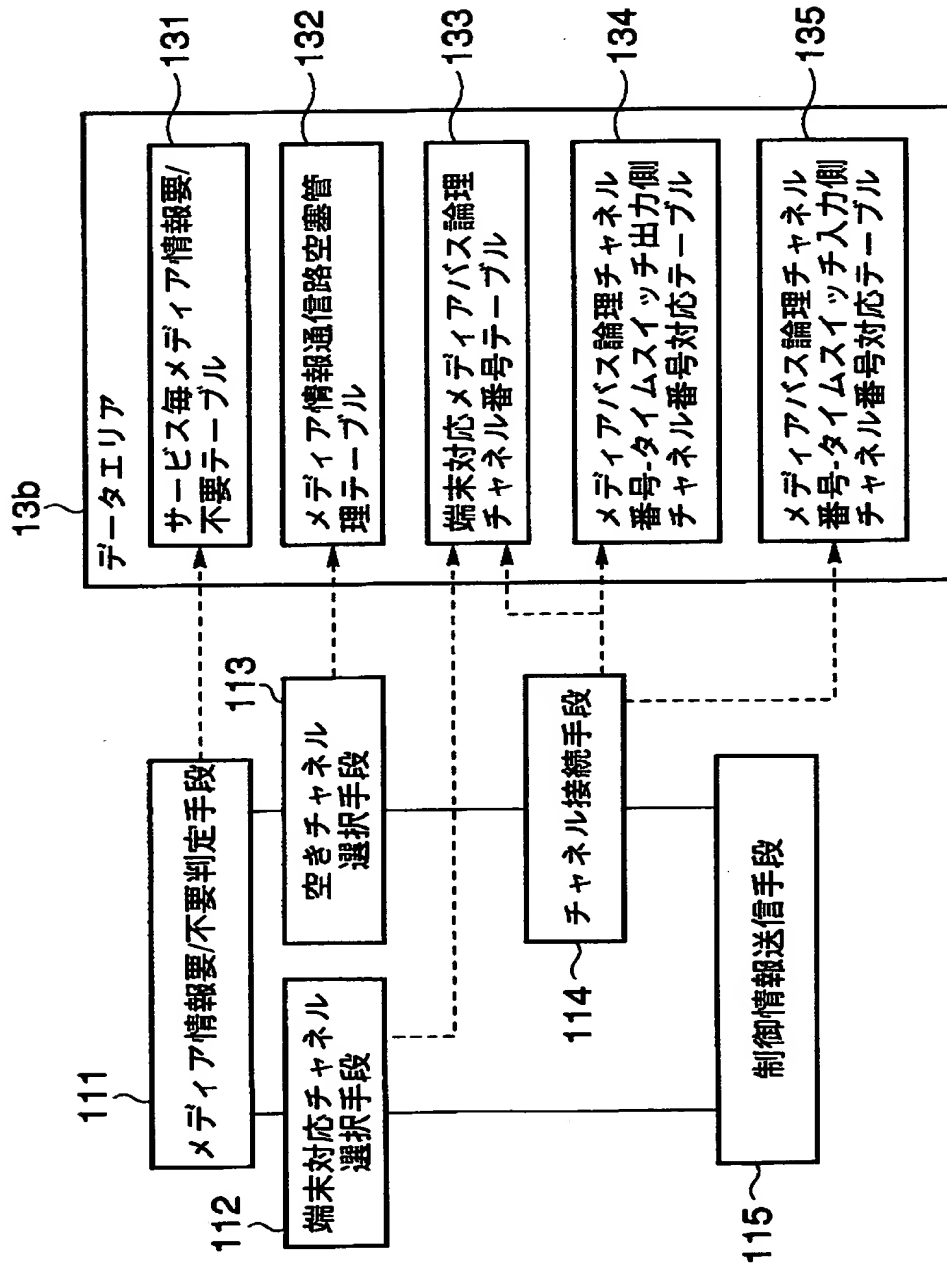 13b
データエリア
サービス毎メディア情報要/
不要テーブル
131
メディア情報通信路空塞管
理テーブル
132
端末対応メディアバス論理
チャネル番号テーブル
133
メディアバス論理チャネル
番号-タイムスイッチ出力側
チャネル番号対応テーブル
134
メディアバス論理チャネル
番号-タイムスイッチ入力側
チャネル番号対応テーブル
135
111
メディア情報要/不要判定手段
112
端末対応チャネル
選択手段
113
空きチャネル
選択手段
114
チャネル接続手段
115
制御情報送信手段